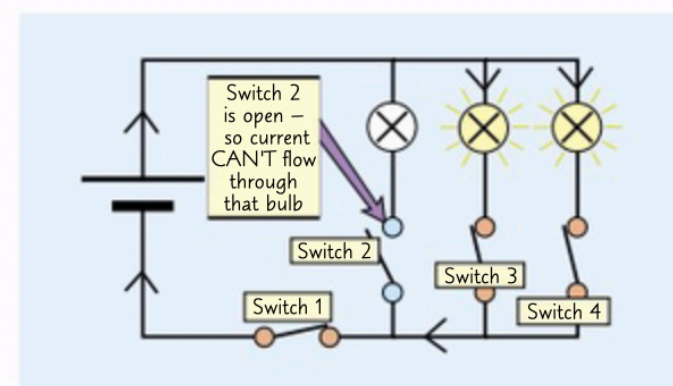 Switch 2
is open –
so current
CAN'T flow
through
that bulb
Switch 2
Switch 3
Switch 1
Switch 4